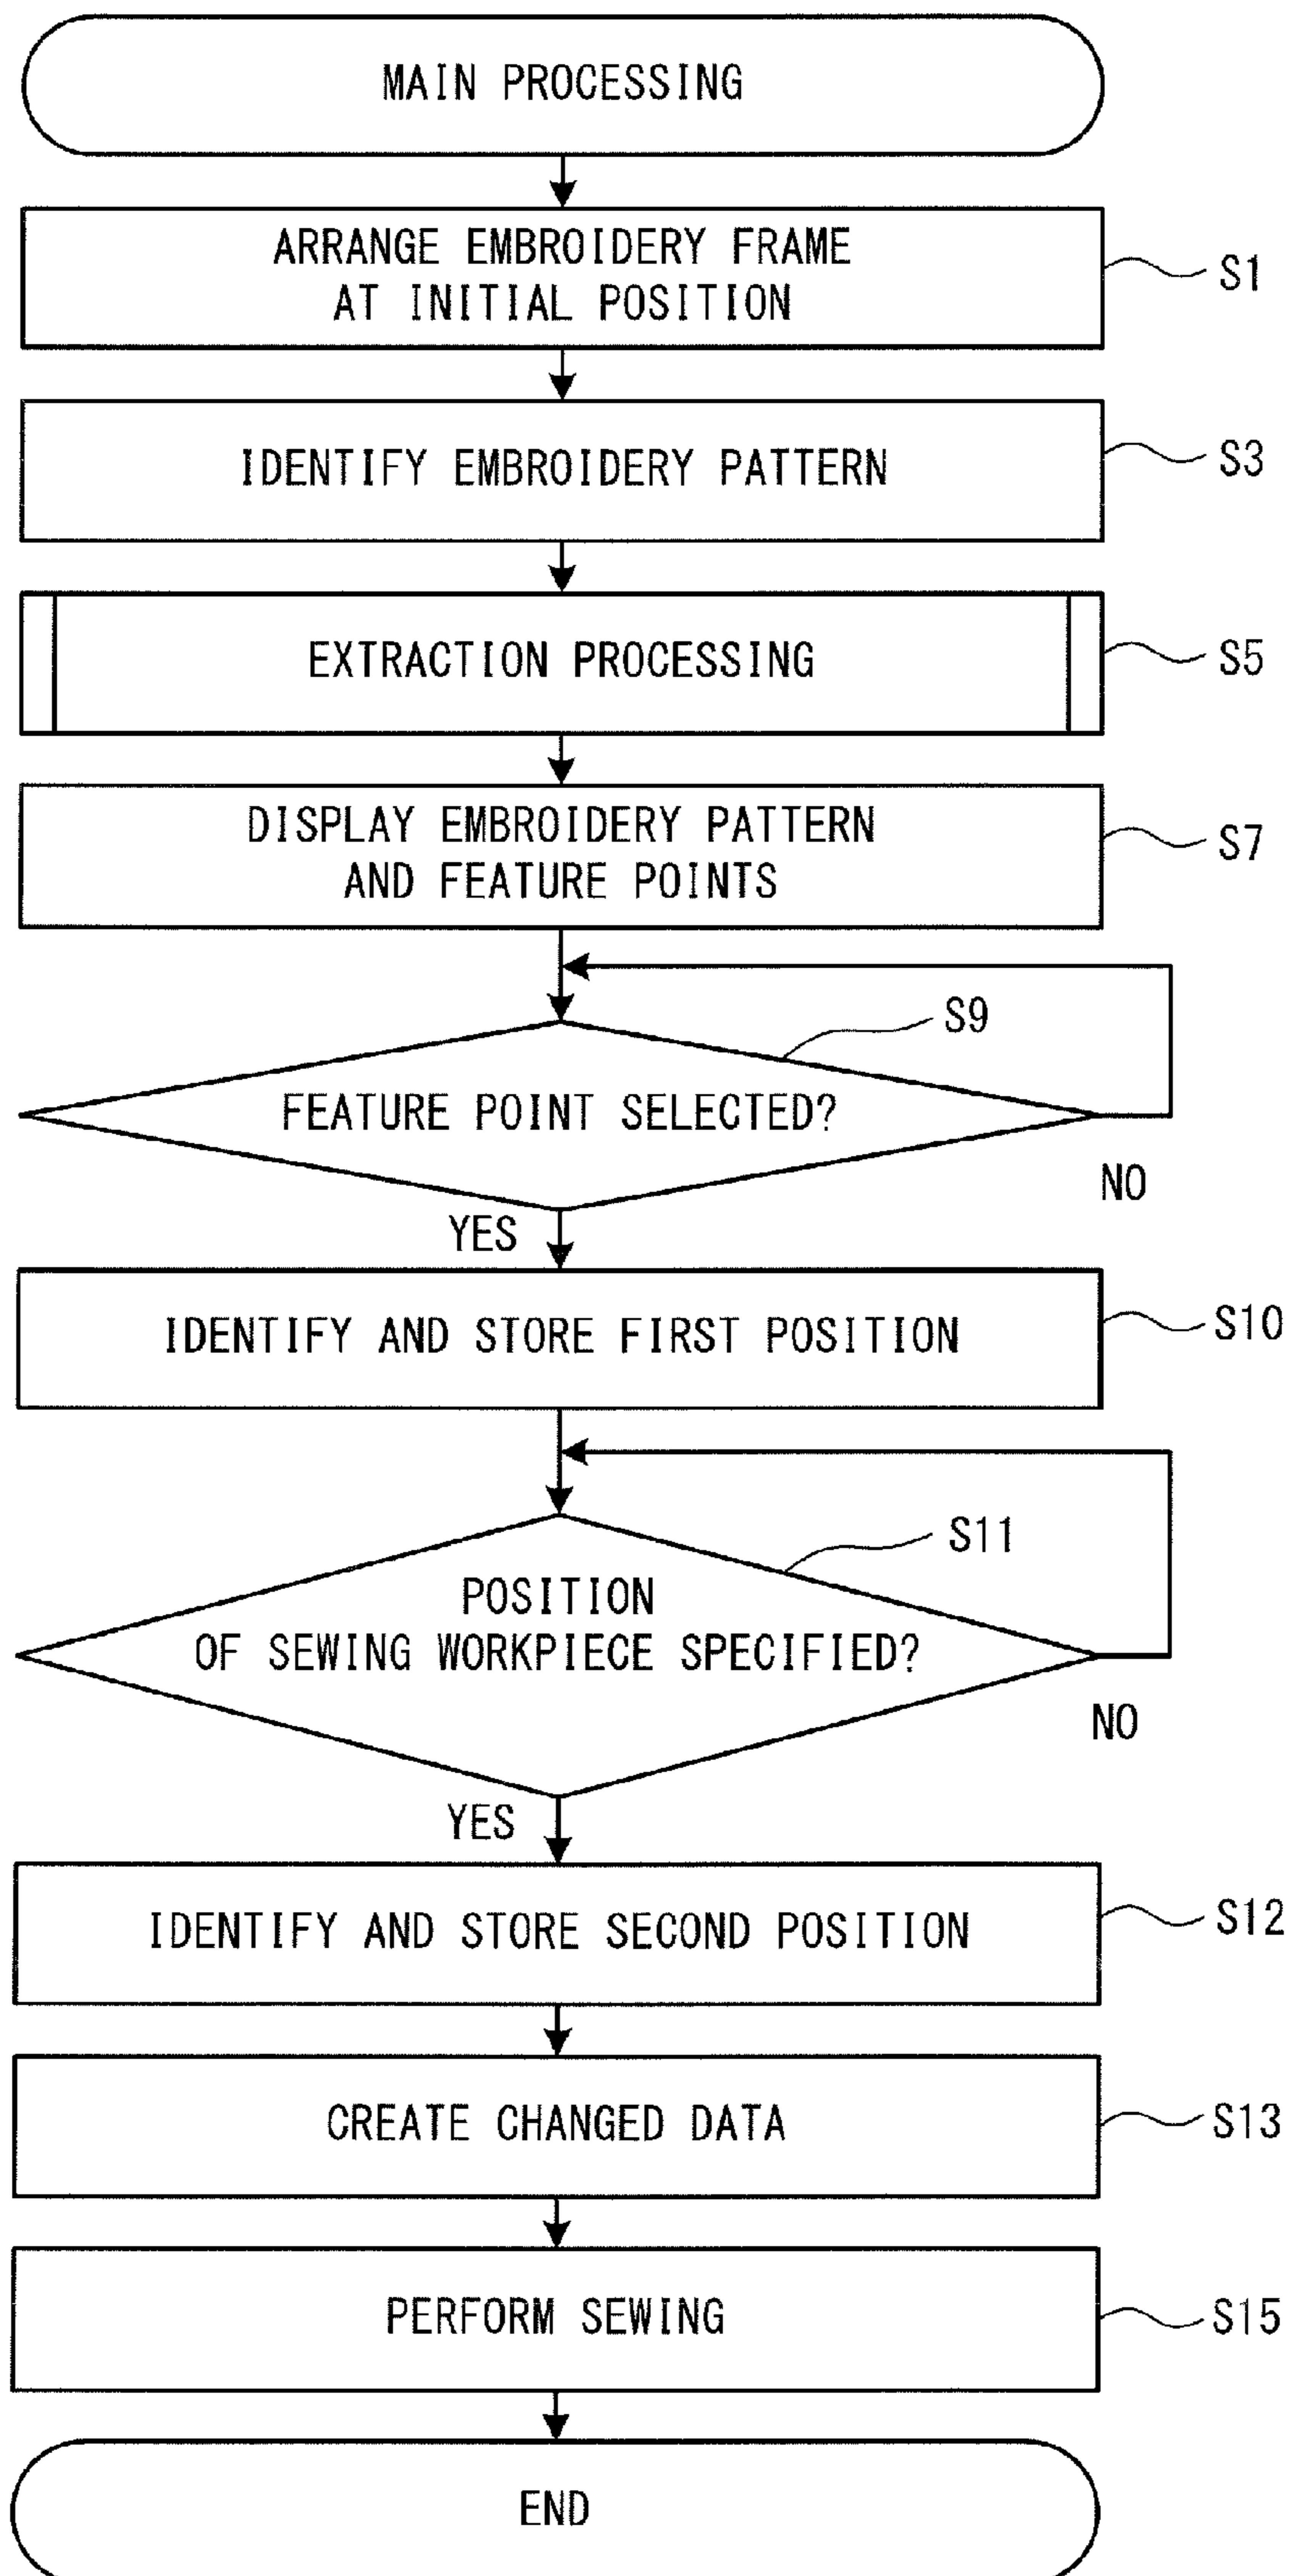 MAIN PROCESSING
ARRANGE EMBROIDERY FRAME
AT INITIAL POSITION
S1
IDENTIFY EMBROIDERY PATTERN
S3
EXTRACTION PROCESSING
S5
DISPLAY EMBROIDERY PATTERN
AND FEATURE POINTS
S7
S9
FEATURE POINT SELECTED?
NO
YES
IDENTIFY AND STORE FIRST POSITION
S10
S11
POSITION
OF SEWING WORKPIECE SPECIFIED?
NO
YES
IDENTIFY AND STORE SECOND POSITION
S12
CREATE CHANGED DATA
S13
PERFORM SEWING
S15
END